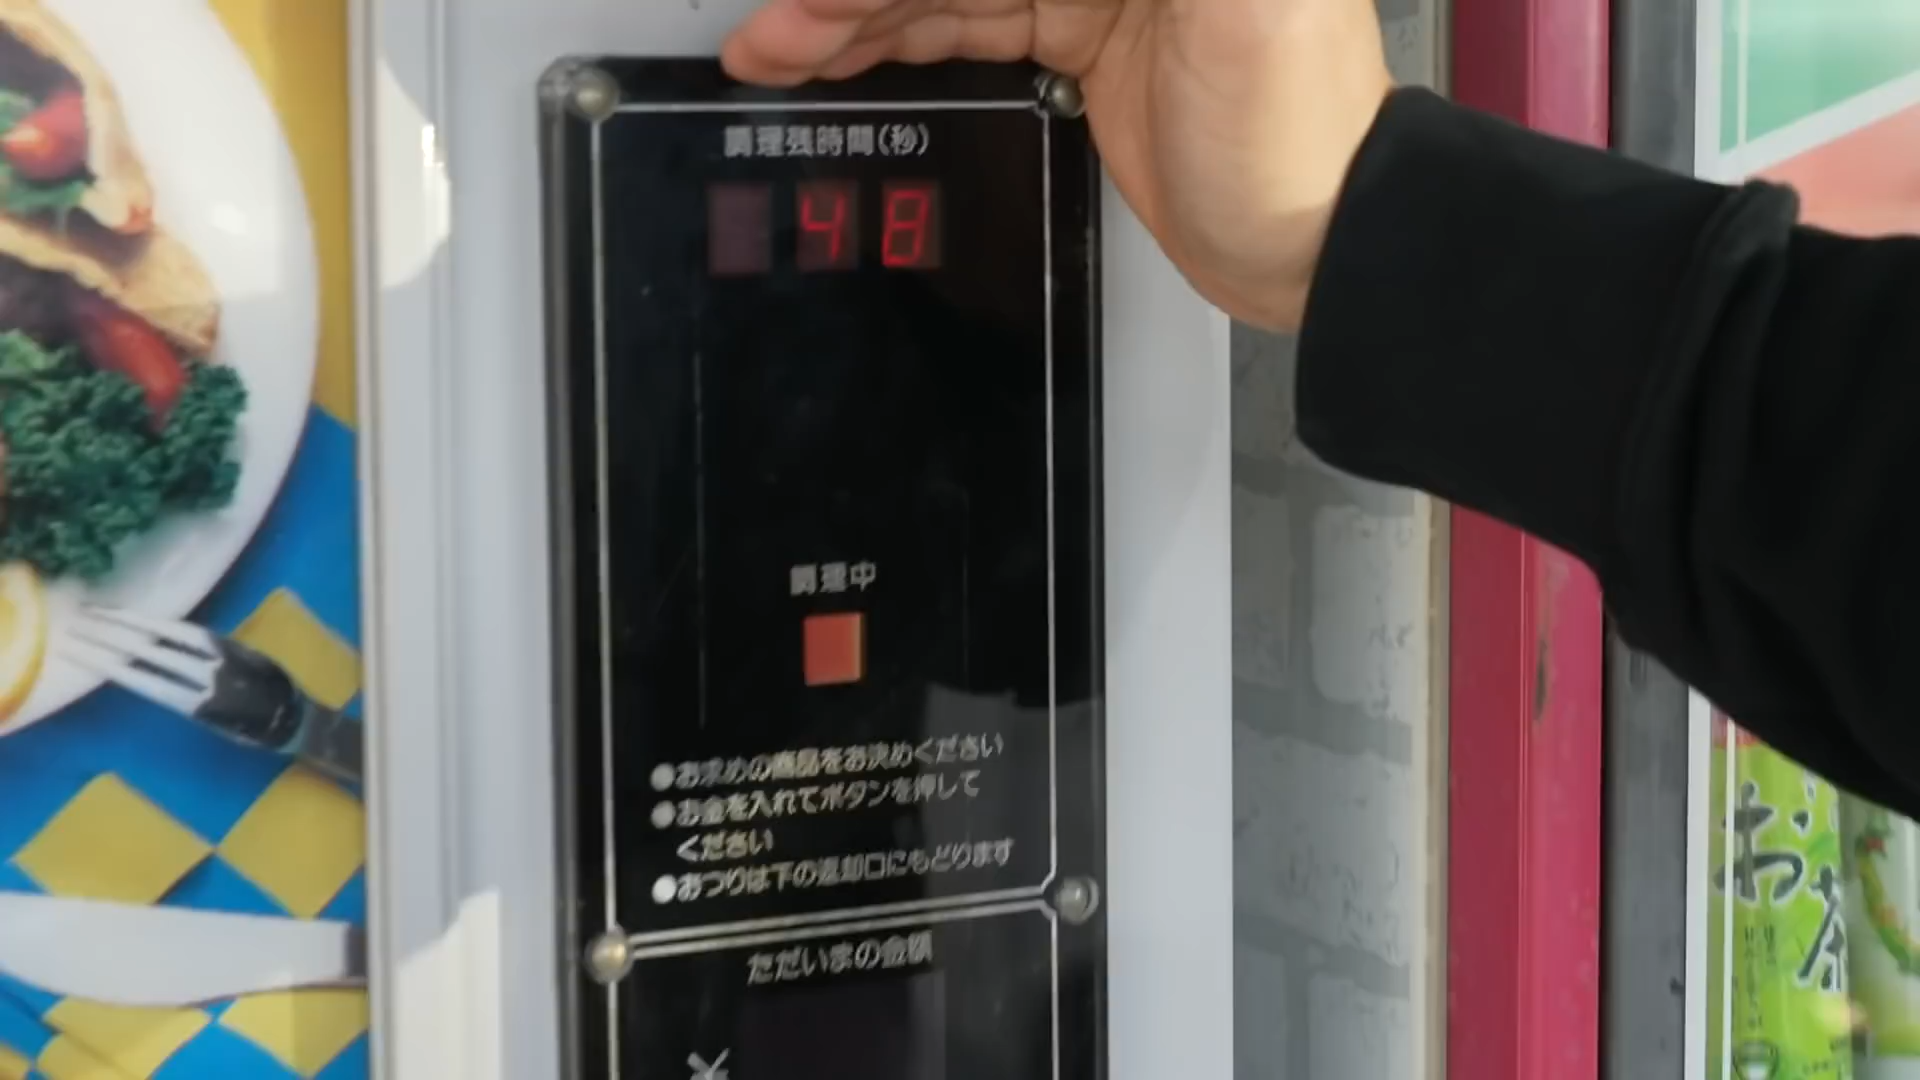 調理残時間(秒)
48
調理中
●お求めの商品をお決めください
●お金を入れてボタンを押して
ください
●おつりは下の返却口にもどります
ただいまの金額
お茶